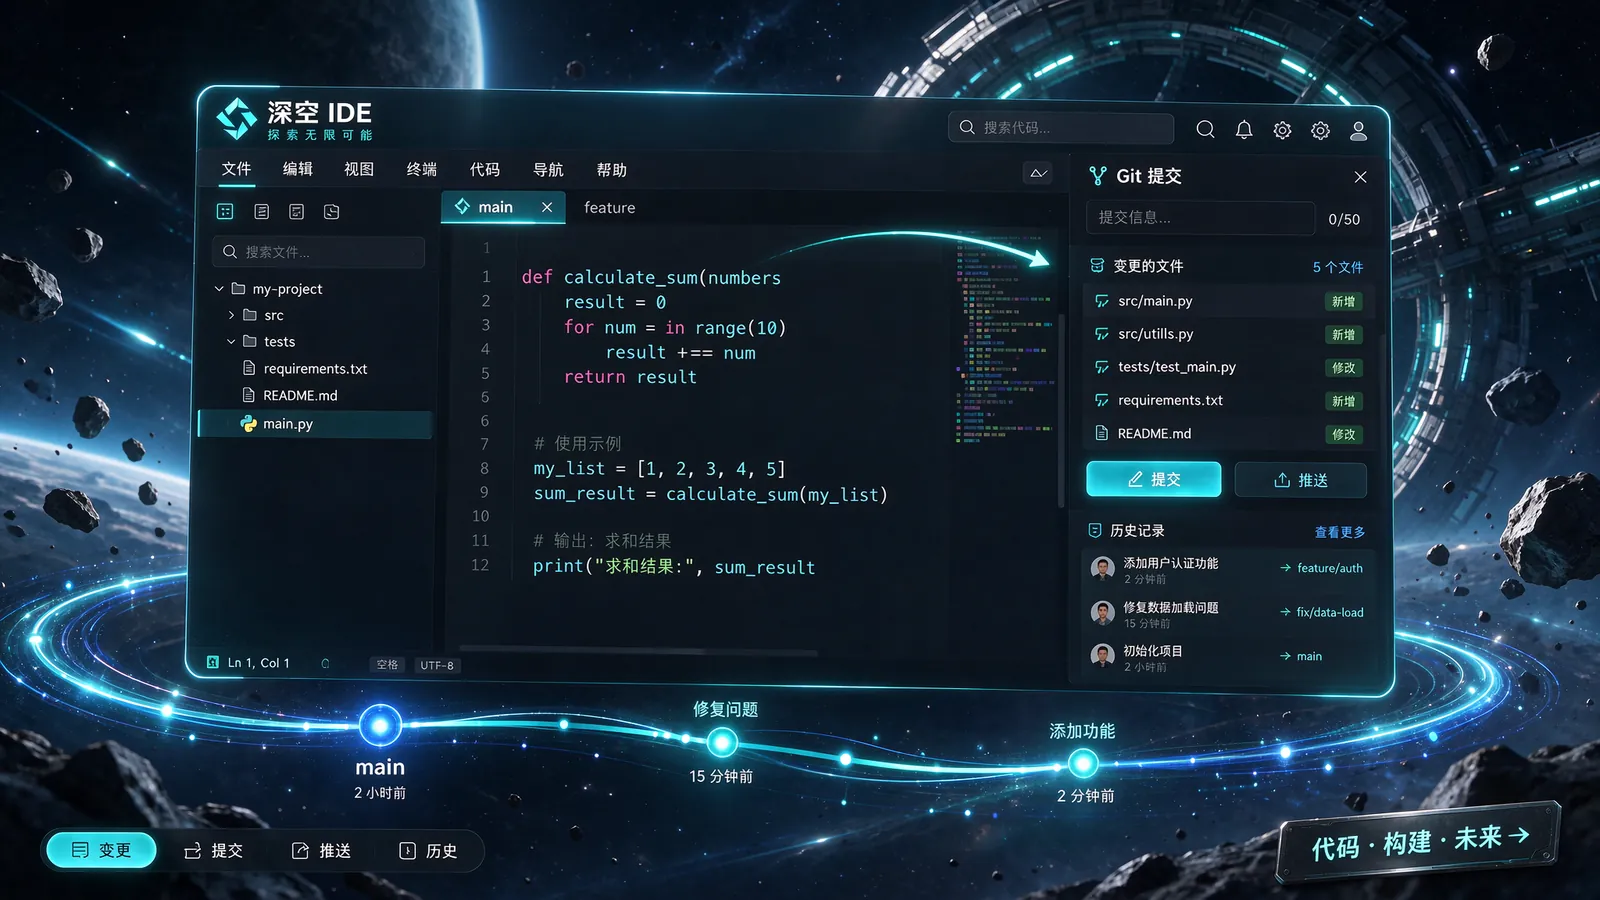 深空 IDE
探索无限可能
搜索代码...
文件 编辑 视图 终端 代码 导航 帮助
搜索文件...
my-project
src
tests
requirements.txt
README.md
main.py
main
feature
1
1 def calculate_sum(numbers
2 result = 0
3 for num = in range(10)
4 result +== num
5 return result
6
6
7 # 使用示例
8 my_list = [1, 2, 3, 4, 5]
9 sum_result = calculate_sum(my_list)
10
11 # 输出: 求和结果
12 print("求和结果:", sum_result
Ln 1, Col 1
空格
UTF-8
Git 提交
提交信息...
0/50
变更的文件 5 个文件
src/main.py 新增
src/utills.py 新增
tests/test_main.py 修改
requirements.txt 新增
README.md 修改
提交 推送
历史记录 查看更多
添加用户认证功能 → feature/auth
2 分钟前
修复数据加载问题 → fix/data-load
15 分钟前
初始化项目 → main
2 小时前
main
2 小时前
修复问题
15 分钟前
添加功能
2 分钟前
变更 提交 推送 历史
代码 · 构建 · 未来 →